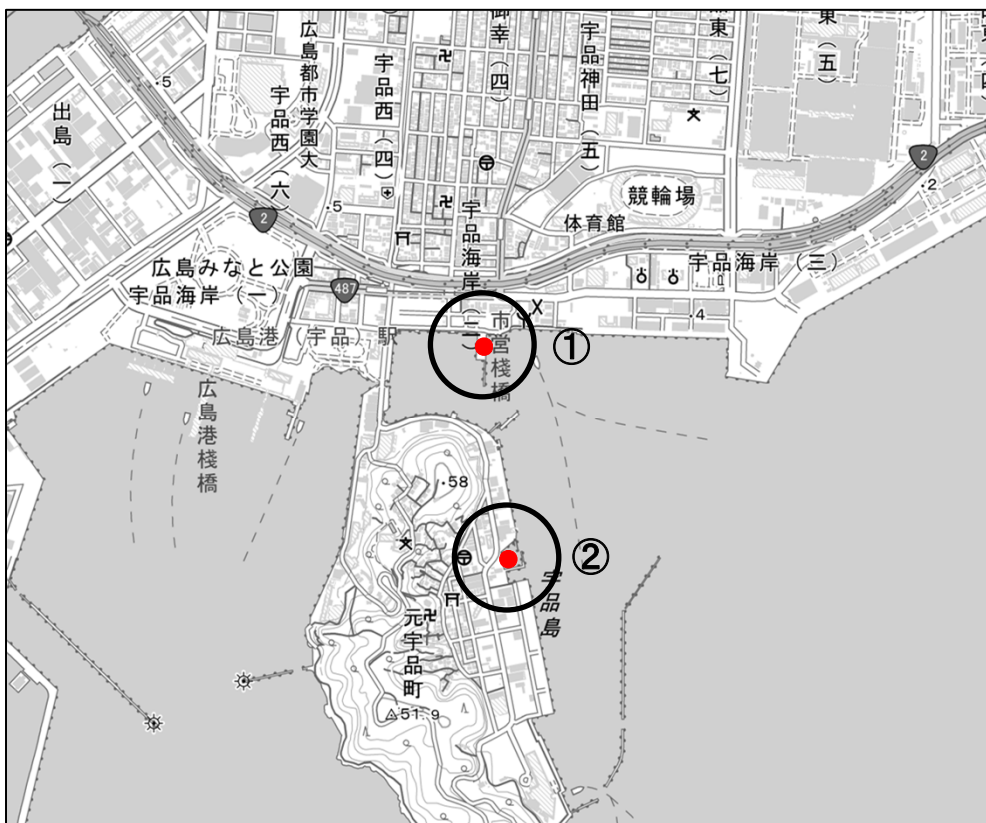 御幸(四)
広島都市学園大
宇品西(四)
宇品神田(五)
東(七)
東(五)
出島(一)
宇品西(六)
・5
・5
2
2
・2
競輪場
体育館
宇品海岸(二)
宇品海岸(三)
広島みなと公園
宇品海岸(一)
487
・4
広島港(宇品)駅
市営桟橋
①
広島港桟橋
・58
②
宇品島
元宇品町
51.9